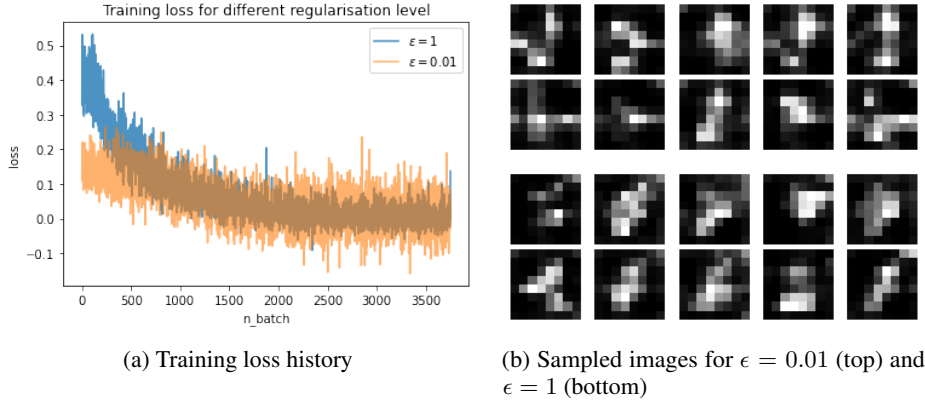 Training loss for different regularisation level
ϵ = 1
ϵ = 0.01
0.5
0.4
0.3
0.2
0.1
0.0
−0.1
loss
0 500 1000 1500 2000 2500 3000 3500
n_batch
(a) Training loss history
(b) Sampled images for ϵ = 0.01 (top) and
ϵ = 1 (bottom)